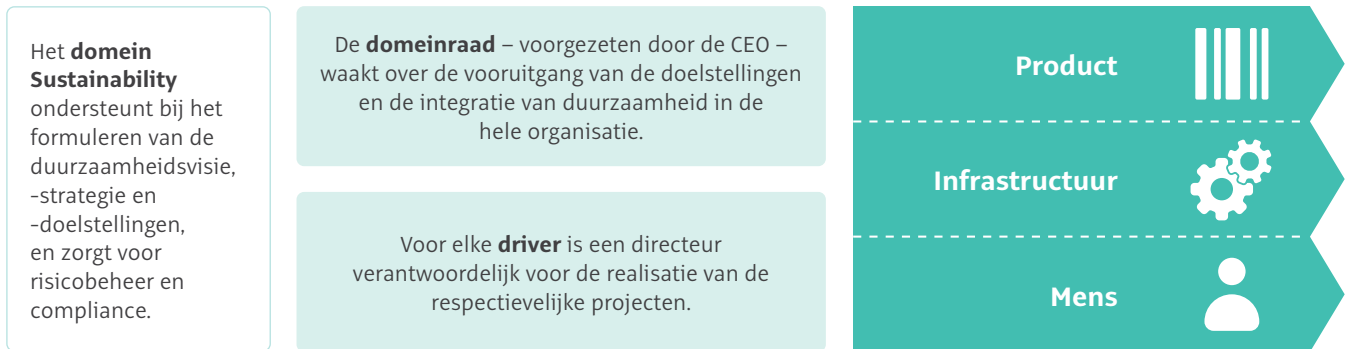 Het domein
Sustainability
ondersteunt bij het
formuleren van de
duurzaamheidsvisie,
-strategie en
-doelstellingen,
en zorgt voor
risicobeheer en
compliance.
De domeinraad – voorgezeten door de CEO –
waakt over de vooruitgang van de doelstellingen
en de integratie van duurzaamheid in de
hele organisatie.
Voor elke driver is een directeur
verantwoordelijk voor de realisatie van de
respectievelijke projecten.
Product
Infrastructuur
Mens